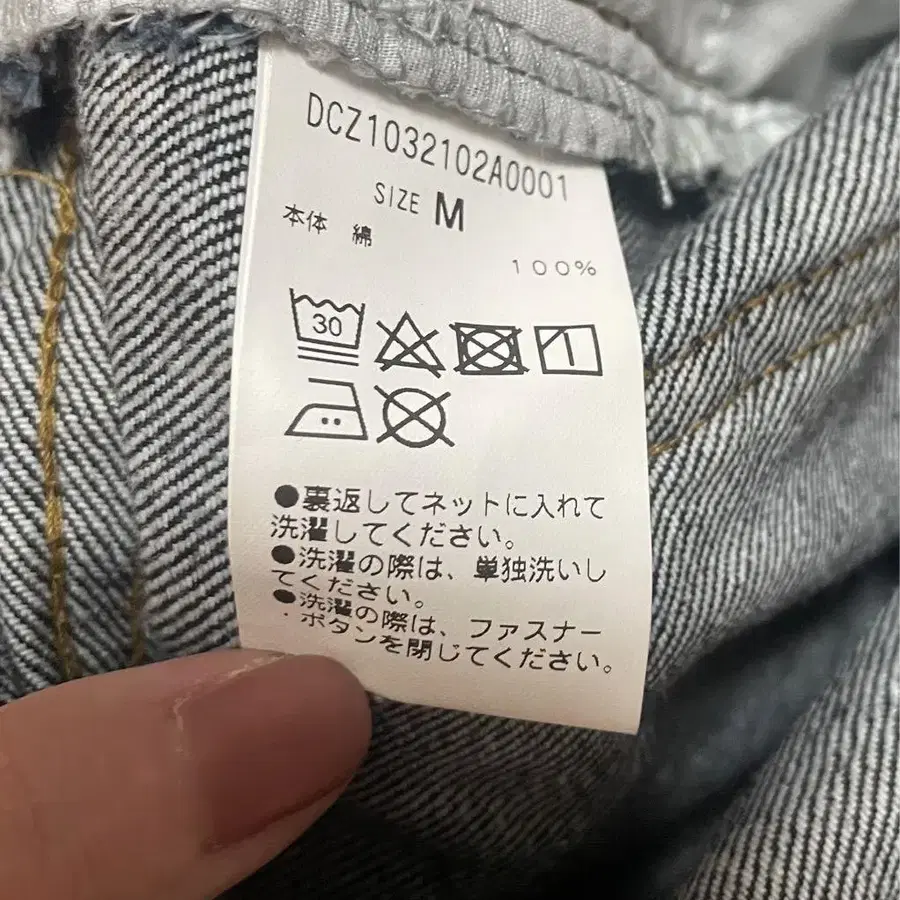 DCZ1032102A0001
SIZE M
本体 綿
100%
30
●裏返してネットに入れて
洗濯してください。
●洗濯の際は、単独洗いし
てください。
●洗濯の際は、ファスナー
・ボタンを閉じてください。